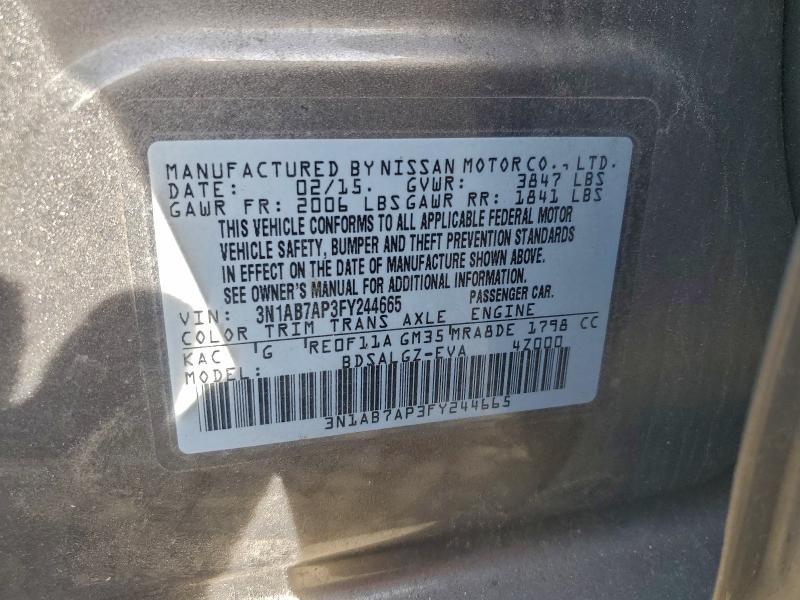 MANUFACTURED BY NISSAN MOTOR CO., LTD.
DATE: 02/15. GVWR: 3847 LBS
GAWR FR: 2006 LBS GAWR RR: 1841 LBS
THIS VEHICLE CONFORMS TO ALL APPLICABLE FEDERAL MOTOR
VEHICLE SAFETY, BUMPER AND THEFT PREVENTION STANDARDS
IN EFFECT ON THE DATE OF MANUFACTURE SHOWN ABOVE.
SEE OWNER'S MANUAL FOR ADDITIONAL INFORMATION.
VIN: 3N1AB7AP3FY244665 PASSENGER CAR.
COLOR TRIM TRANS AXLE ENGINE
KAC G RE0F11A GM35 MRA8DE 1798 CC
MODEL: BDSALGZ-EVA 47000
3N1AB7AP3FY244665